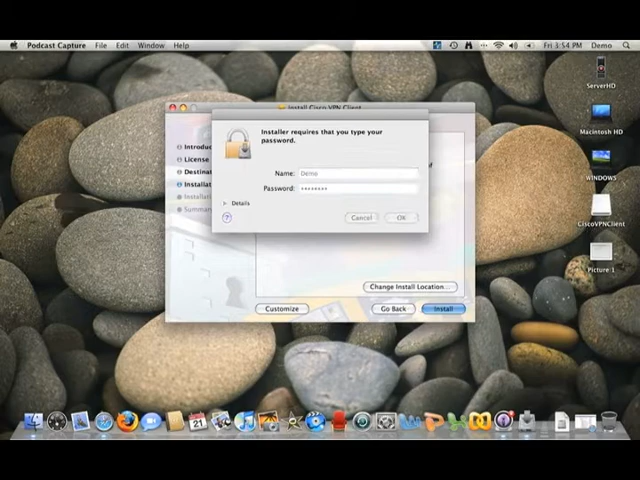 Podcast Capture File Edit Window Help
Fri 3:54 PM Demo
ServerHD
Macintosh HD
WINDOWS
CiscoVPNClient
Picture 1
Install Cisco VPN Client
Installer requires that you type your
password.
Name: Demo
Password: ••••••••
Details
?
Cancel OK
Introduc
License
Destinat
Installat
Installatio
Summar
Change Install Location...
Customize Go Back Install
21